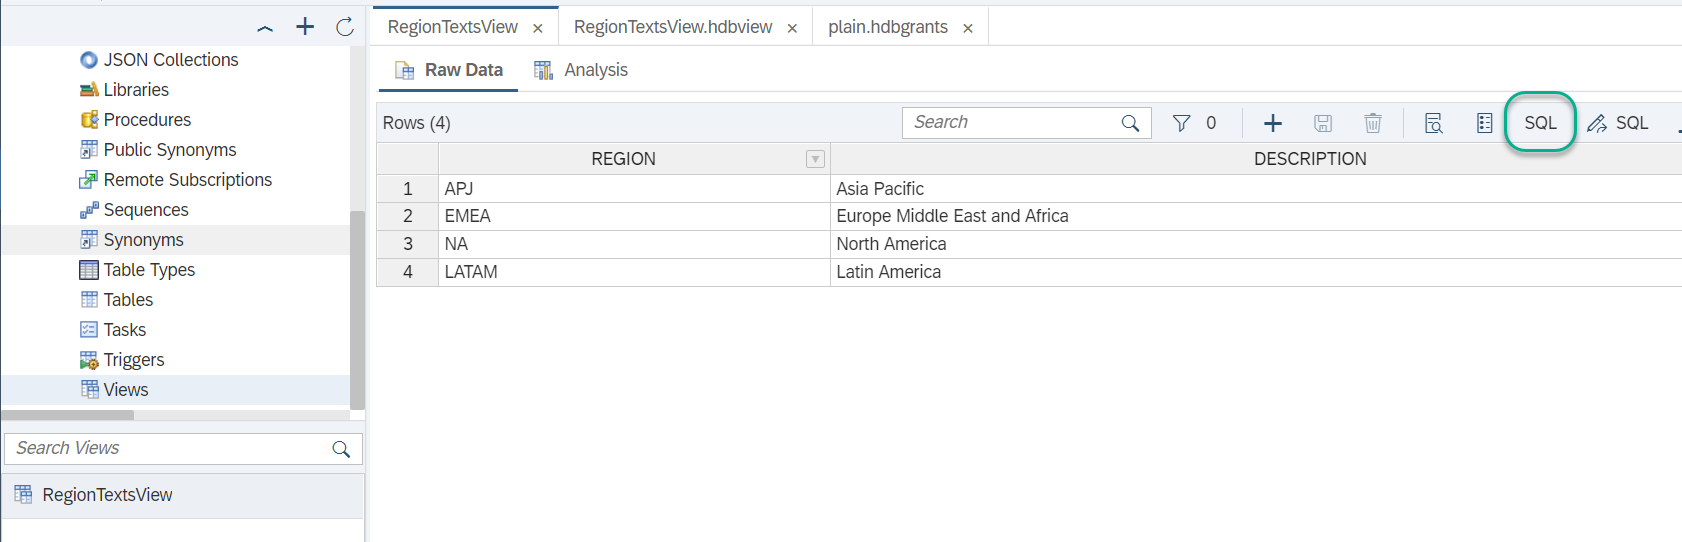 RegionTextsView × RegionTextsView.hdbview × plain.hdbgrants ×
JSON Collections
Libraries
Procedures
Public Synonyms
Remote Subscriptions
Sequences
Synonyms
Table Types
Tables
Tasks
Triggers
Views
Search Views
RegionTextsView
Raw Data Analysis
Rows (4) Search 0 SQL SQL
REGION DESCRIPTION
1 APJ Asia Pacific
2 EMEA Europe Middle East and Africa
3 NA North America
4 LATAM Latin America